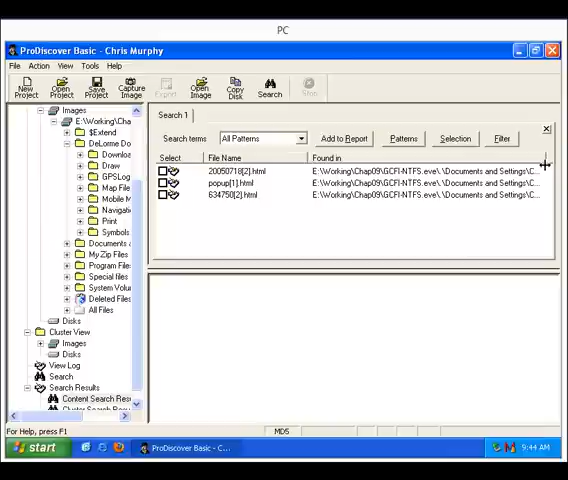 PC
ProDiscover Basic - Chris Murphy
File Action View Tools Help
New Project Open Project Save Project Capture Image Export Open Image Copy Disk Search Stop
Search 1
Search terms All Patterns Add to Report Patterns Selection Filter
Select File Name Found in
20050718[2].html E:\Working\Chap09\GCFI-NTFS.eve\.\Documents and Settings\C...
popup[1].html E:\Working\Chap09\GCFI-NTFS.eve\.\Documents and Settings\C...
634750[2].html E:\Working\Chap09\GCFI-NTFS.eve\.\Documents and Settings\C...
Images
E:\Working\Cha
$Extend
DeLorme Do
Downloa
Draw
GPSLog
Map File
Mobile M
Navigati
Print
Symbols
Documents a
My Zip Files
Program Files
Special files
System Volu
Deleted Files
All Files
Disks
Cluster View
Images
Disks
View Log
Search
Search Results
Content Search Resu
Cluster Search Resu
For Help, press F1 MD5
start ProDiscover Basic - C... 9:44 AM